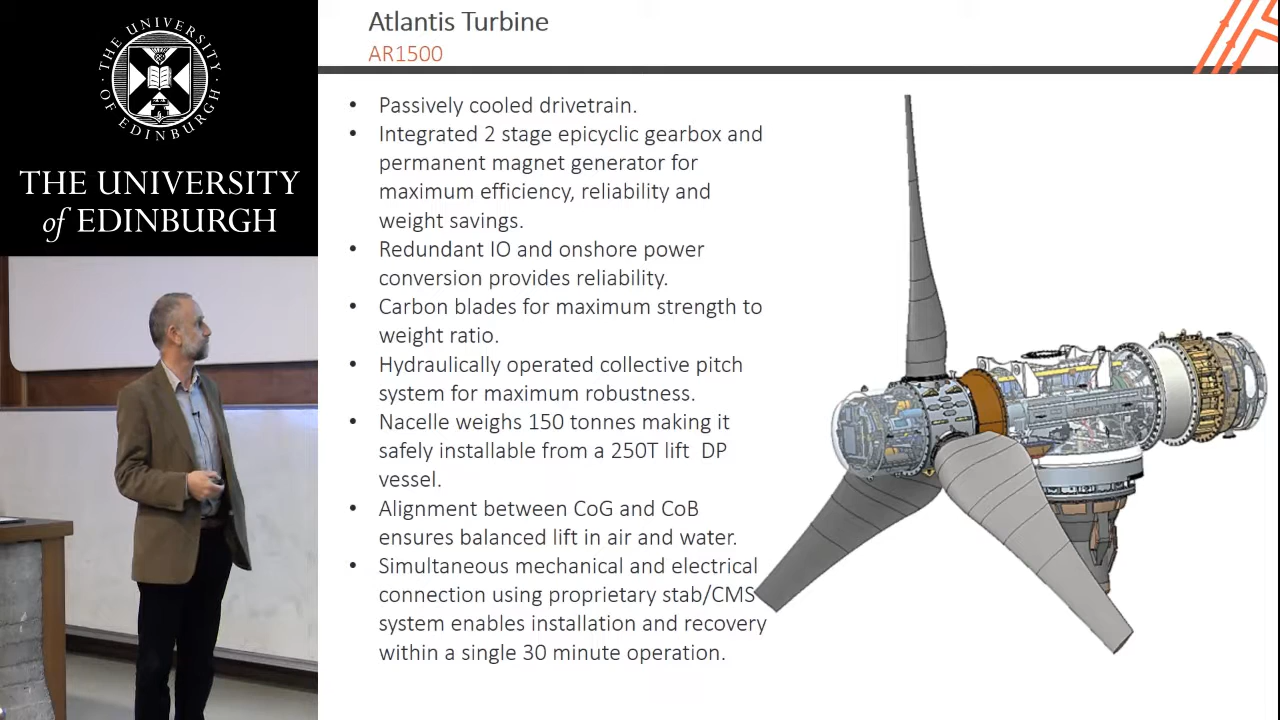 THE UNIVERSITY
OF EDINBURGH
THE UNIVERSITY
of EDINBURGH
Atlantis Turbine
AR1500
• Passively cooled drivetrain.
• Integrated 2 stage epicyclic gearbox and
permanent magnet generator for
maximum efficiency, reliability and
weight savings.
• Redundant IO and onshore power
conversion provides reliability.
• Carbon blades for maximum strength to
weight ratio.
• Hydraulically operated collective pitch
system for maximum robustness.
• Nacelle weighs 150 tonnes making it
safely installable from a 250T lift  DP
vessel.
• Alignment between CoG and CoB
ensures balanced lift in air and water.
• Simultaneous mechanical and electrical
connection using proprietary stab/CMS
system enables installation and recovery
within a single 30 minute operation.